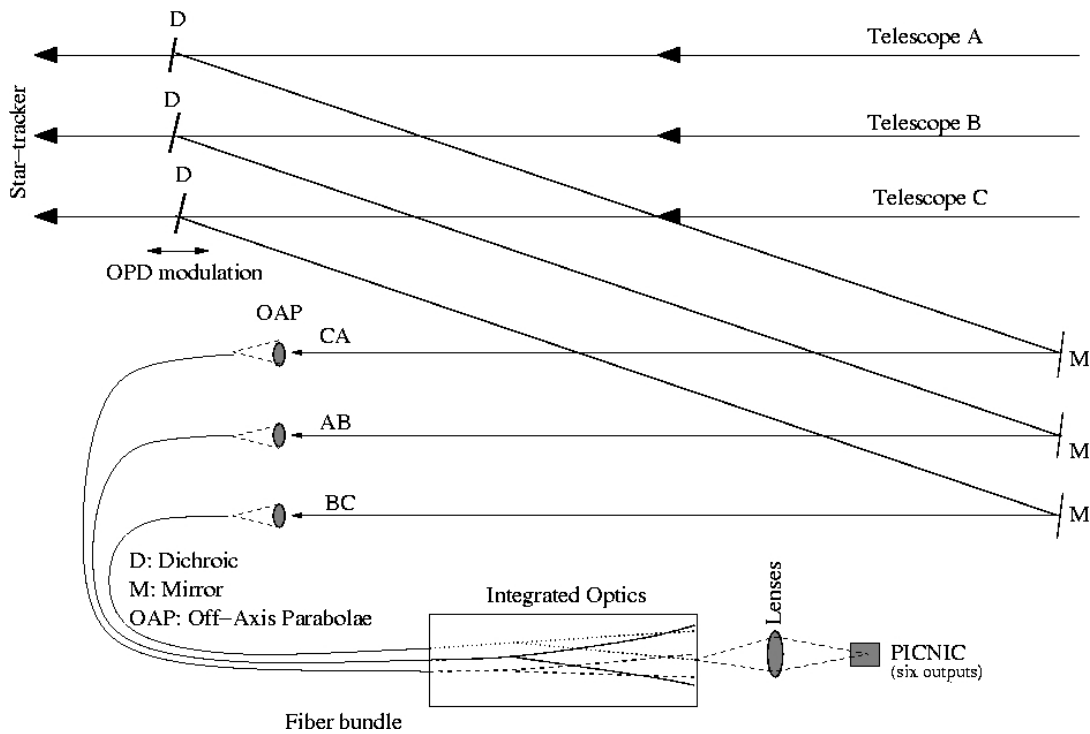 D
Telescope A
D
Telescope B
D
Telescope C
Star-tracker
OPD modulation
OAP
CA
M
AB
M
BC
M
D: Dichroic
M: Mirror
OAP: Off-Axis Parabolae
Integrated Optics
Lenses
PICNIC
(six outputs)
Fiber bundle